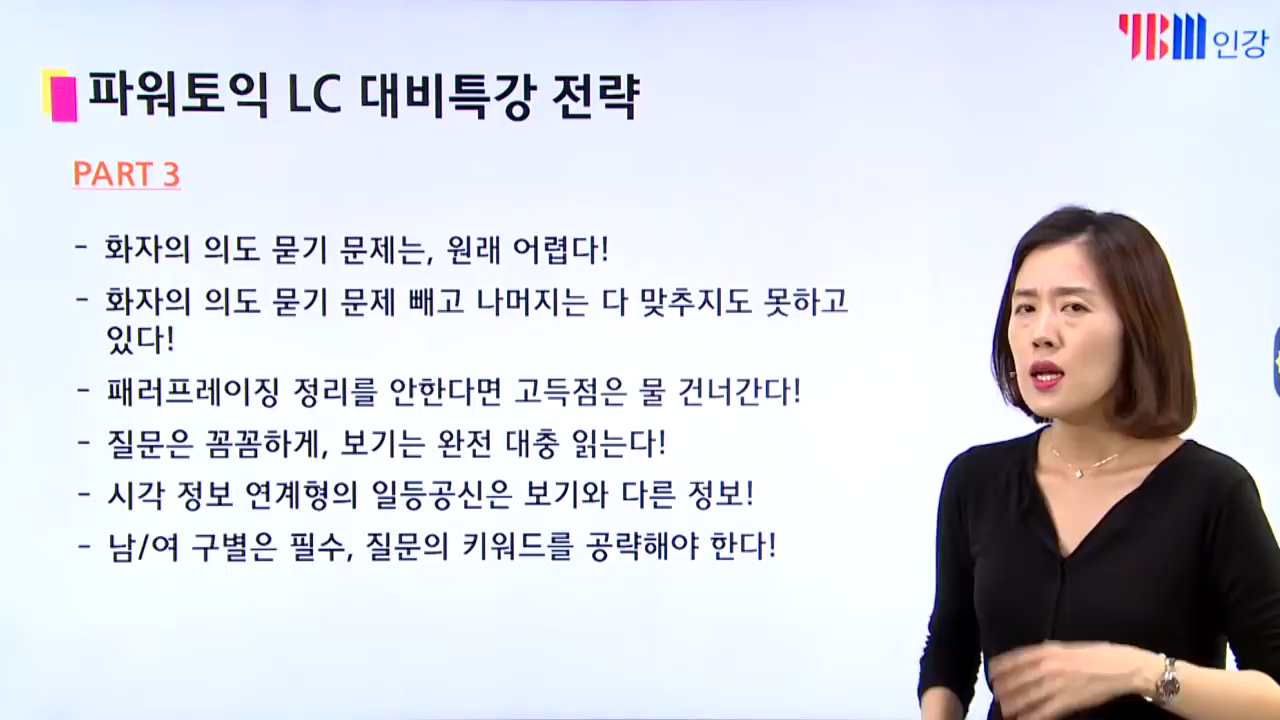 YBM 인강
파워토익 LC 대비특강 전략
PART 3
- 화자의 의도 묻기 문제는, 원래 어렵다!
- 화자의 의도 묻기 문제 빼고 나머지는 다 맞추지도 못하고
있다!
- 패러프레이징 정리를 안한다면 고득점은 물 건너간다!
- 질문은 꼼꼼하게, 보기는 완전 대충 읽는다!
- 시각 정보 연계형의 일등공신은 보기와 다른 정보!
- 남/여 구별은 필수, 질문의 키워드를 공략해야 한다!